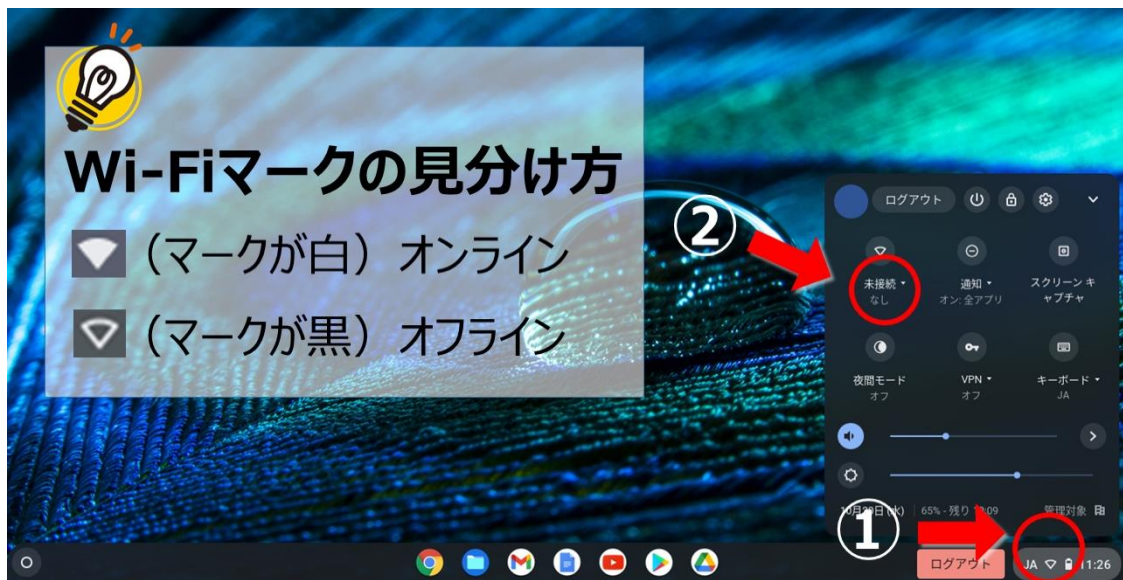 Wi-Fiマークの見分け方
（マークが白）オンライン
（マークが黒）オフライン
②
ログアウト
未接続
なし
通知
オン: 全アプリ
スクリーン キ
ャプチャ
夜間モード
オフ
VPN
オフ
キーボード
JA
65% - 残り
管理対象
①
ログアウト
JA
11:26